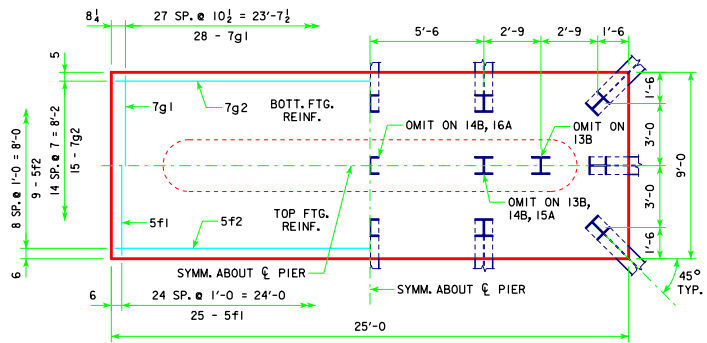 8¼
27 SP. @ 10½ = 23'-7½
28 - 7g1
5'-6
2'-9
2'-9
1'-6
5
7g1
7g2
BOTT. FTG.
REINF.
OMIT ON
14B, 16A
OMIT ON
13B
1'-6
3'-0
9'-0
8 SP. @ 1'-0 = 8'-0
9 - 5f2
14 SP. @ 7 = 8'-2
15 - 7g2
5f1
5f2
TOP FTG.
REINF.
OMIT ON 13B,
14B, 15A
3'-0
1'-6
6
SYMM. ABOUT ℄ PIER
SYMM. ABOUT ℄ PIER
45°
TYP.
6
24 SP. @ 1'-0 = 24'-0
25 - 5f1
25'-0